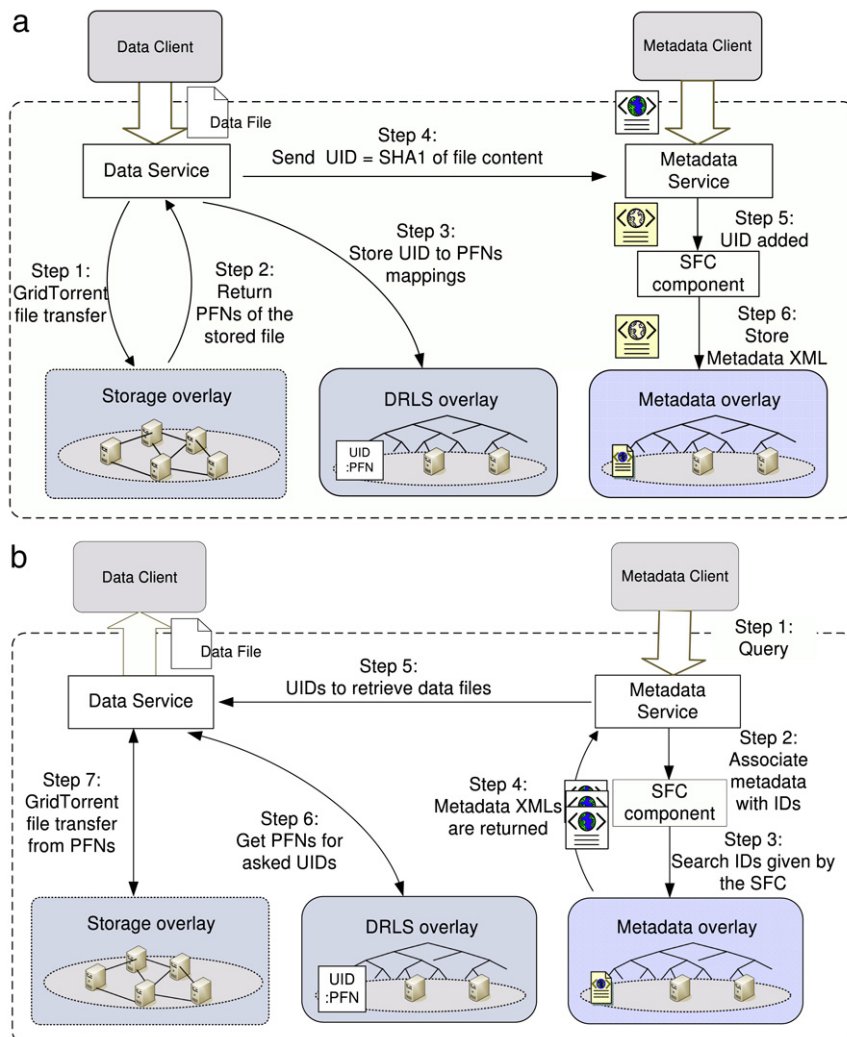 a
Data Client
Metadata Client
Data File
Data Service
Step 4:
Send UID = SHA1 of file content
Metadata
Service
Step 1:
GridTorrent
file transfer
Step 2:
Return
PFNs of the
stored file
Step 3:
Store UID to PFNs
mappings
Step 5:
UID added
SFC
component
Step 6:
Store
Metadata XML
Storage overlay
DRLS overlay
UID
:PFN
Metadata overlay
b
Data Client
Metadata Client
Data File
Step 1:
Query
Data Service
Step 5:
UIDs to retrieve data files
Metadata
Service
Step 7:
GridTorrent
file transfer
from PFNs
Step 6:
Get PFNs for
asked UIDs
Step 4:
Metadata XMLs
are returned
Step 2:
Associate
metadata
with IDs
SFC
component
Step 3:
Search IDs given by
the SFC
Storage overlay
DRLS overlay
UID
:PFN
Metadata overlay